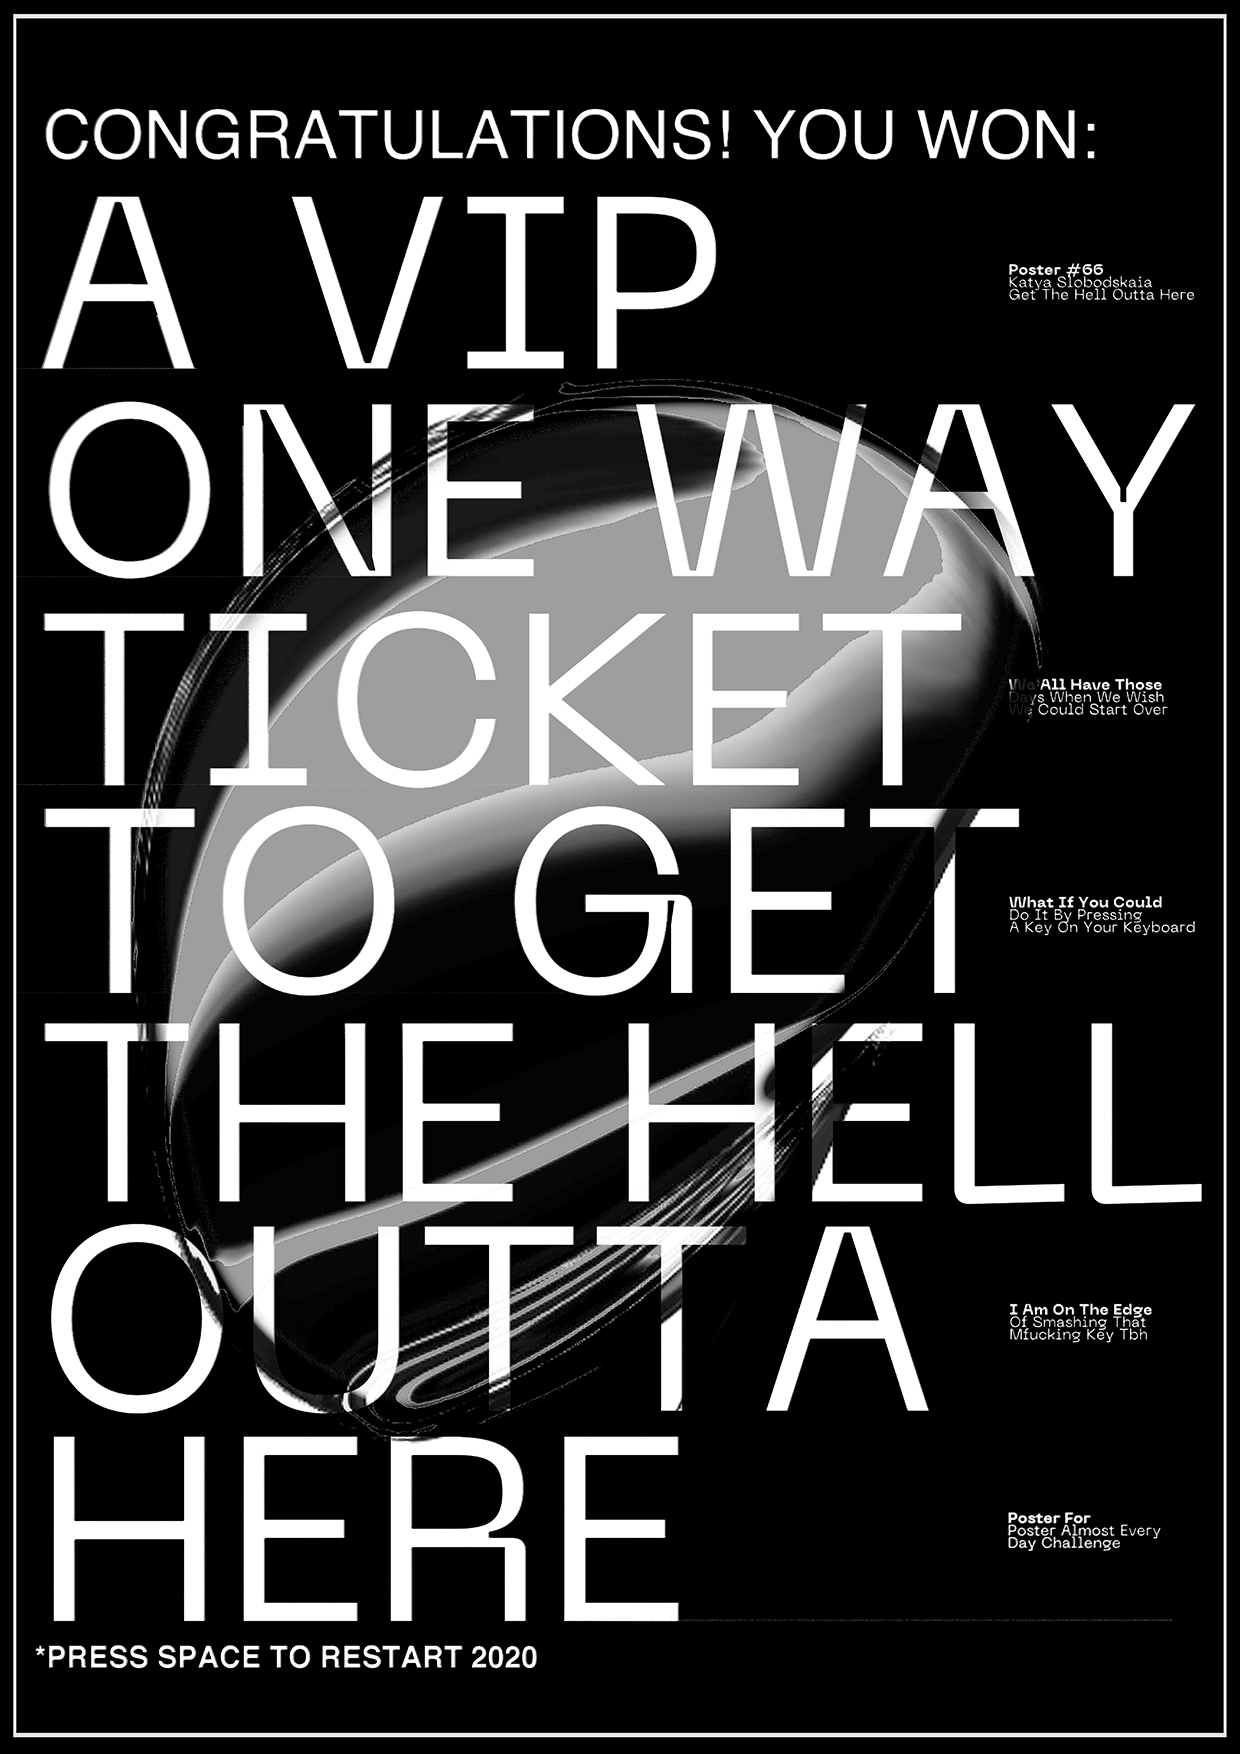 CONGRATULATIONS! YOU WON:
A VIP
Poster #66
Katya Slobodskaia
Get The Hell Outta Here
ONE WAY
TICKET
We All Have Those
Days When We Wish
We Could Start Over
TO GET
What If You Could
Do It By Pressing
A Key On Your Keyboard
THE HELL
OUTTA
I Am On The Edge
Of Smashing That
Mfucking Key Tbh
HERE
Poster For
Poster Almost Every
Day Challenge
*PRESS SPACE TO RESTART 2020